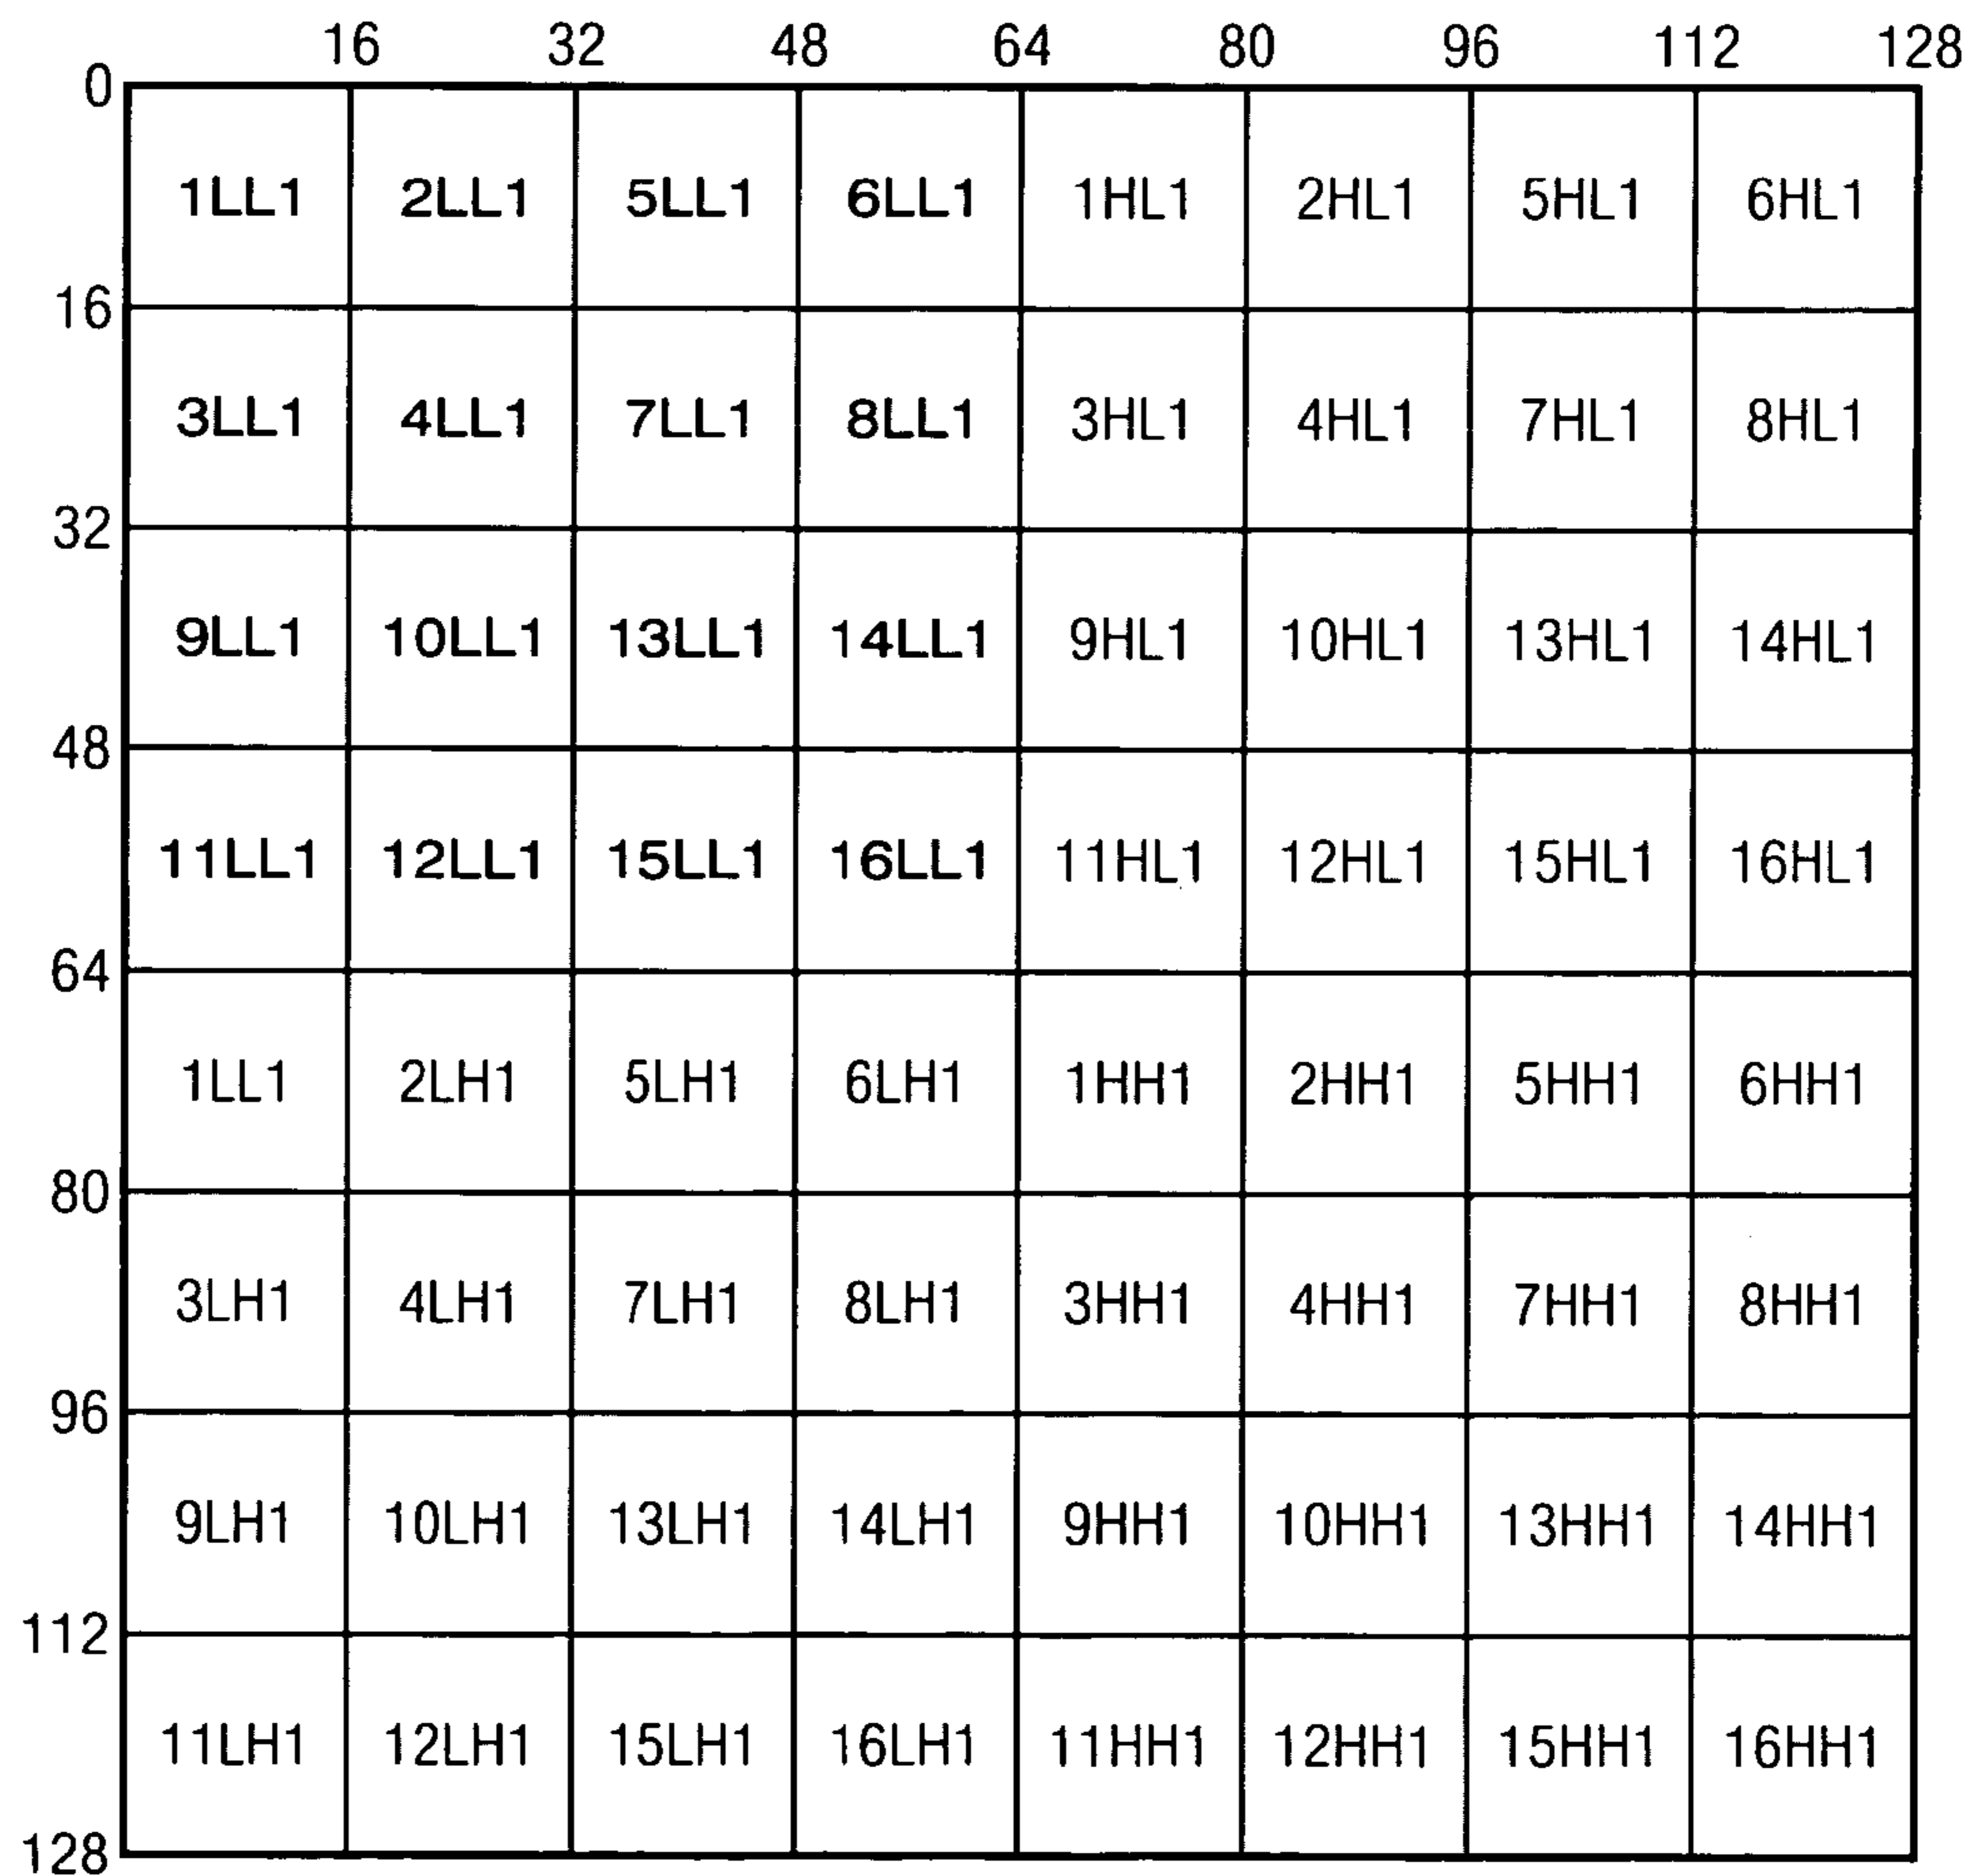 16 32 48 64 80 96 112 128
0
1LL1 2LL1 5LL1 6LL1 1HL1 2HL1 5HL1 6HL1
16
3LL1 4LL1 7LL1 8LL1 3HL1 4HL1 7HL1 8HL1
32
9LL1 10LL1 13LL1 14LL1 9HL1 10HL1 13HL1 14HL1
48
11LL1 12LL1 15LL1 16LL1 11HL1 12HL1 15HL1 16HL1
64
1LL1 2LH1 5LH1 6LH1 1HH1 2HH1 5HH1 6HH1
80
3LH1 4LH1 7LH1 8LH1 3HH1 4HH1 7HH1 8HH1
96
9LH1 10LH1 13LH1 14LH1 9HH1 10HH1 13HH1 14HH1
112
11LH1 12LH1 15LH1 16LH1 11HH1 12HH1 15HH1 16HH1
128